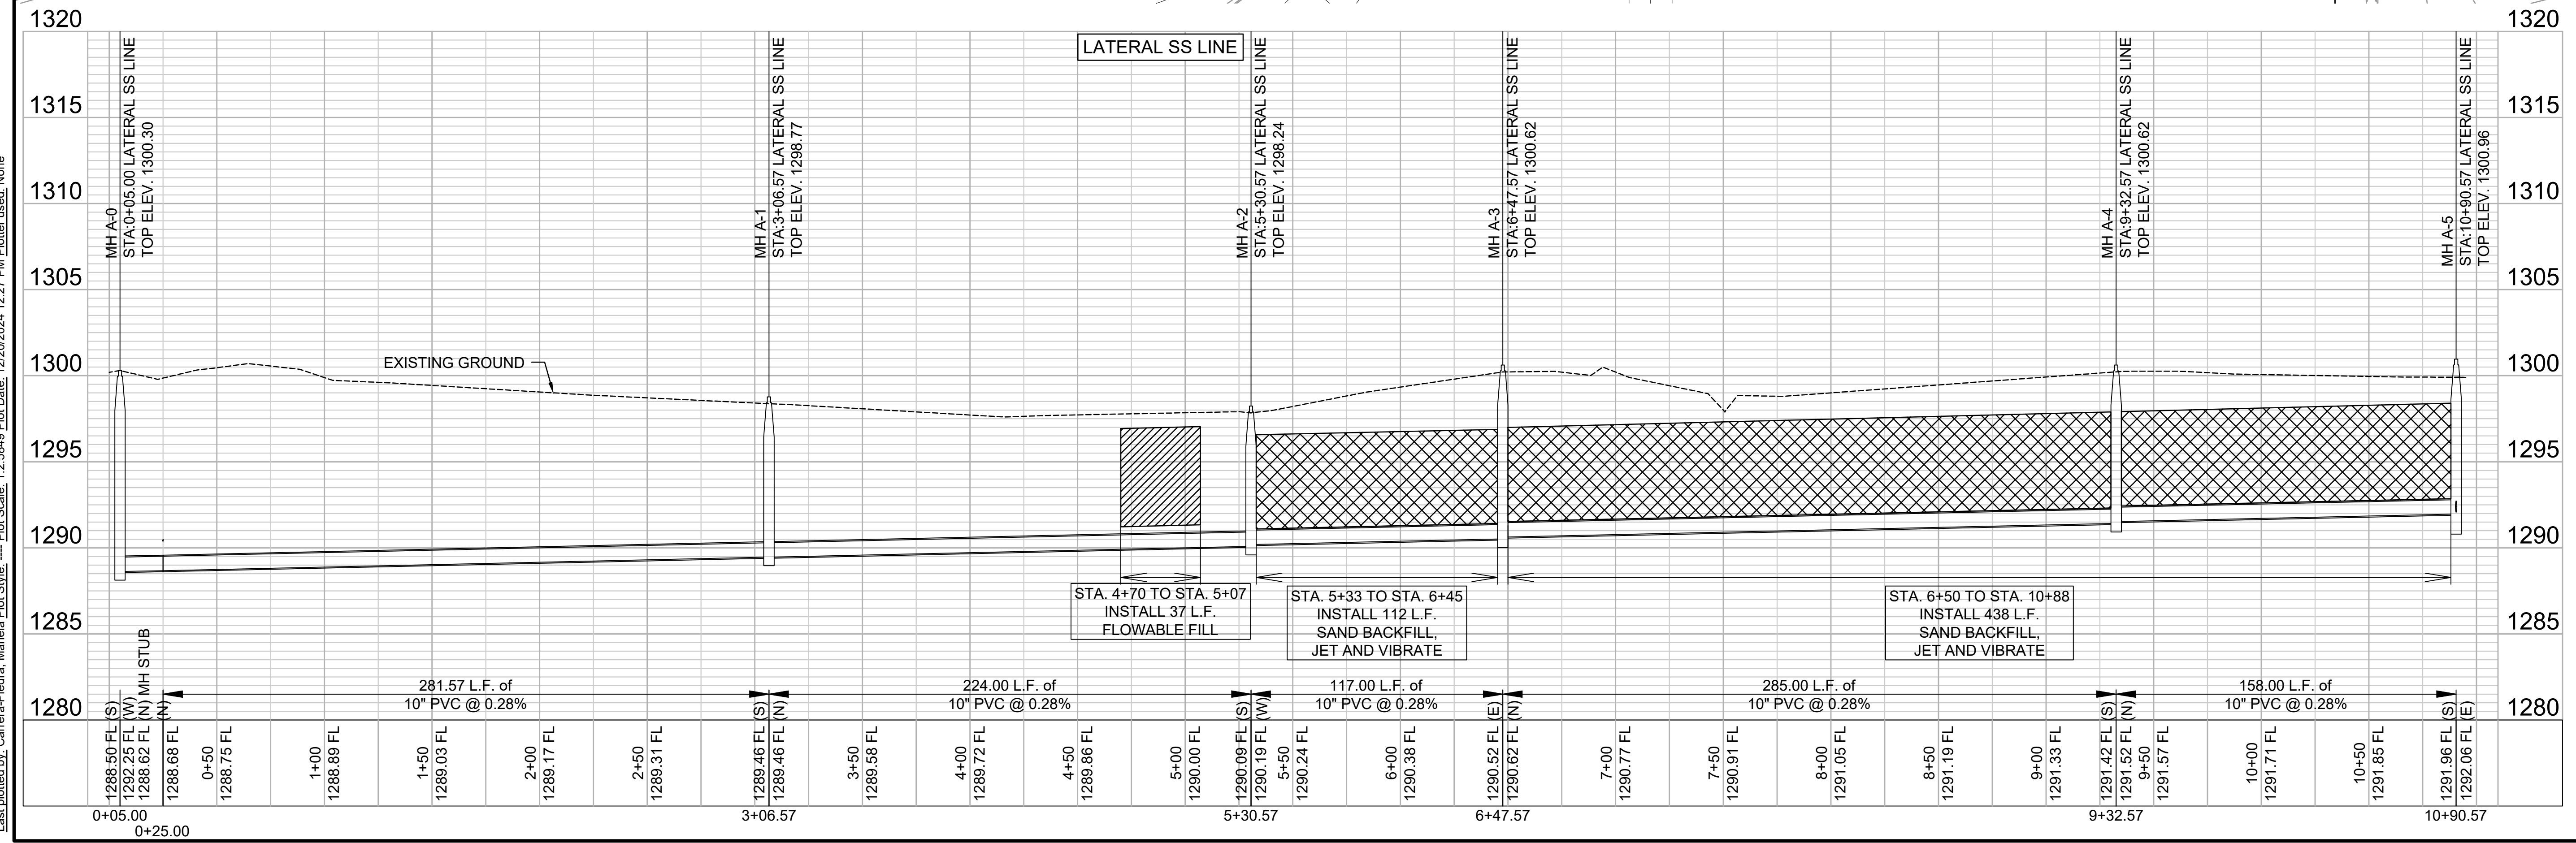 LATERAL SS LINE
1320
1315
1310
1305
1300
1295
1290
1285
1280
1320
1315
1310
1305
1300
1295
1290
1285
1280
MH A-0
STA:0+05.00 LATERAL SS LINE
TOP ELEV. 1300.30
MH A-1
STA:3+06.57 LATERAL SS LINE
TOP ELEV. 1298.77
MH A-2
STA:5+30.57 LATERAL SS LINE
TOP ELEV. 1298.24
MH A-3
STA:6+47.57 LATERAL SS LINE
TOP ELEV. 1300.62
MH A-4
STA:9+32.57 LATERAL SS LINE
TOP ELEV. 1300.62
MH A-5
STA:10+90.57 LATERAL SS LINE
TOP ELEV. 1300.96
EXISTING GROUND
STA. 4+70 TO STA. 5+07
INSTALL 37 L.F.
FLOWABLE FILL
STA. 5+33 TO STA. 6+45
INSTALL 112 L.F.
SAND BACKFILL,
JET AND VIBRATE
STA. 6+50 TO STA. 10+88
INSTALL 438 L.F.
SAND BACKFILL,
JET AND VIBRATE
281.57 L.F. of
10" PVC @ 0.28%
224.00 L.F. of
10" PVC @ 0.28%
117.00 L.F. of
10" PVC @ 0.28%
285.00 L.F. of
10" PVC @ 0.28%
158.00 L.F. of
10" PVC @ 0.28%
1288.50 FL (S)
1292.25 FL (W)
1288.62 FL (N) MH STUB
1288.68 FL (N)
0+50
1288.75 FL
1+00
1288.89 FL
1+50
1289.03 FL
2+00
1289.17 FL
2+50
1289.31 FL
1289.46 FL (S)
1289.46 FL (N)
3+50
1289.58 FL
4+00
1289.72 FL
4+50
1289.86 FL
5+00
1290.00 FL
1290.09 FL (S)
1290.19 FL (W)
5+50
1290.24 FL
6+00
1290.38 FL
1290.52 FL (E)
1290.62 FL (N)
7+00
1290.77 FL
7+50
1290.91 FL
8+00
1291.05 FL
8+50
1291.19 FL
9+00
1291.33 FL
1291.42 FL (S)
1291.52 FL (N)
9+50
1291.57 FL
10+00
1291.71 FL
10+50
1291.85 FL
1291.96 FL (S)
1292.06 FL (E)
0+05.00
0+25.00
3+06.57
5+30.57
6+47.57
9+32.57
10+90.57